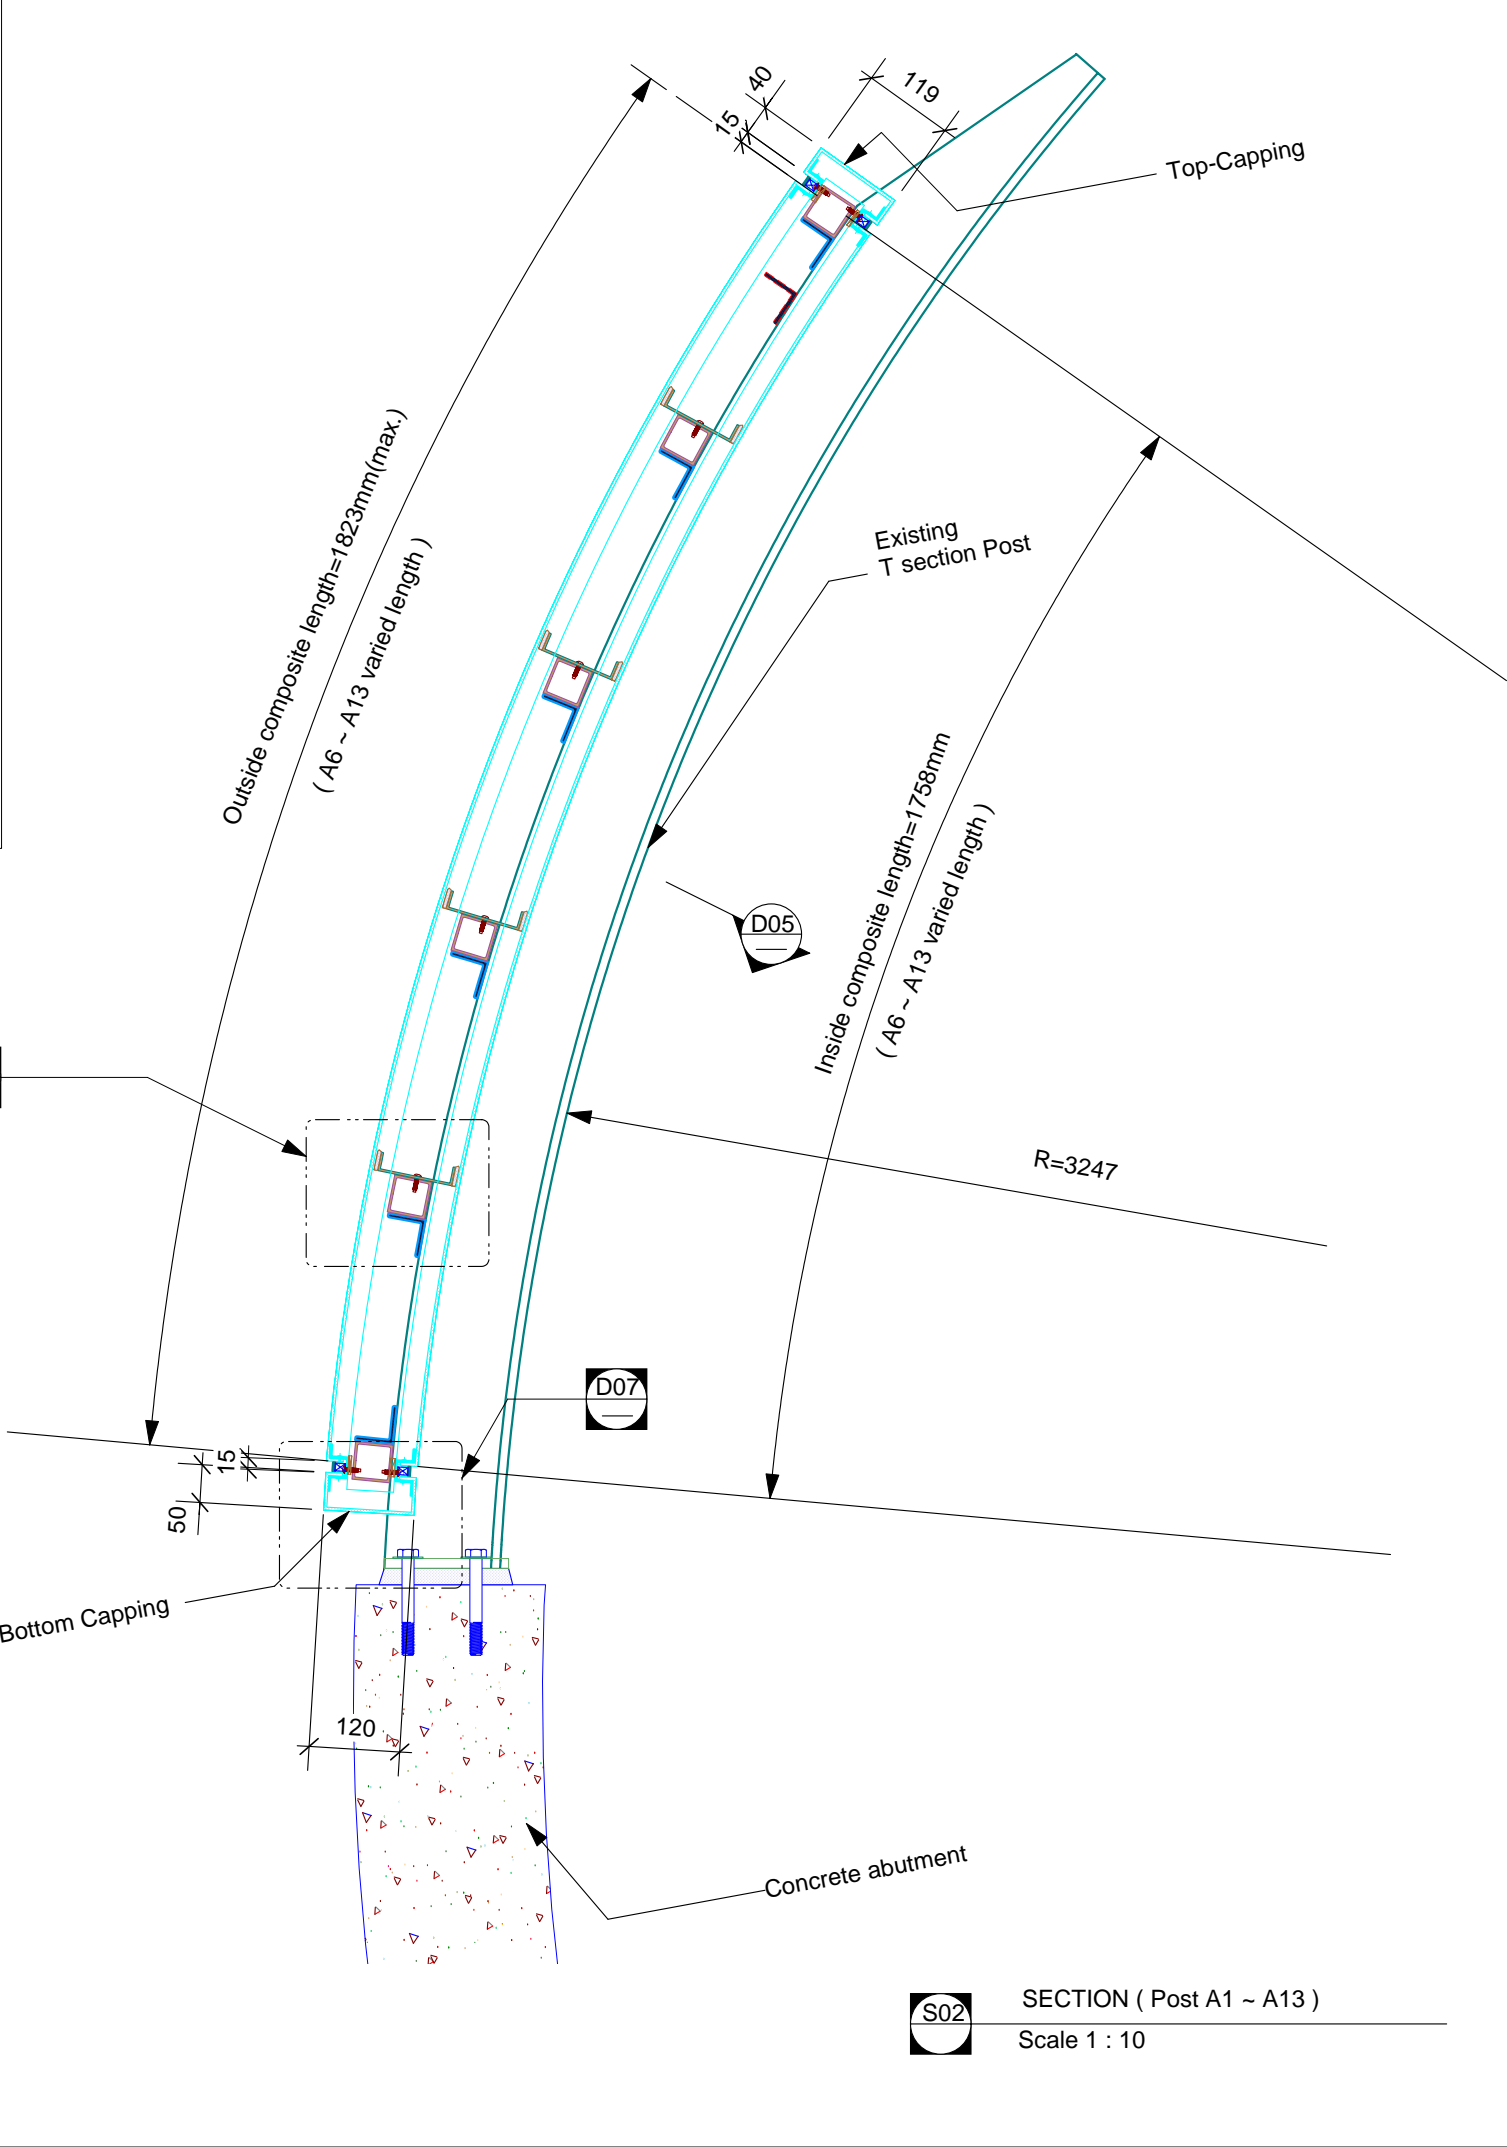 40
119
15
Top-Capping
Outside composite length=1823mm(max.)
( A6 ~ A13 varied length )
Existing
T section Post
Inside composite length=1758mm
( A6 ~ A13 varied length )
D05
R=3247
D07
15
50
Bottom Capping
120
Concrete abutment
S02
SECTION ( Post A1 ~ A13 )
Scale 1 : 10